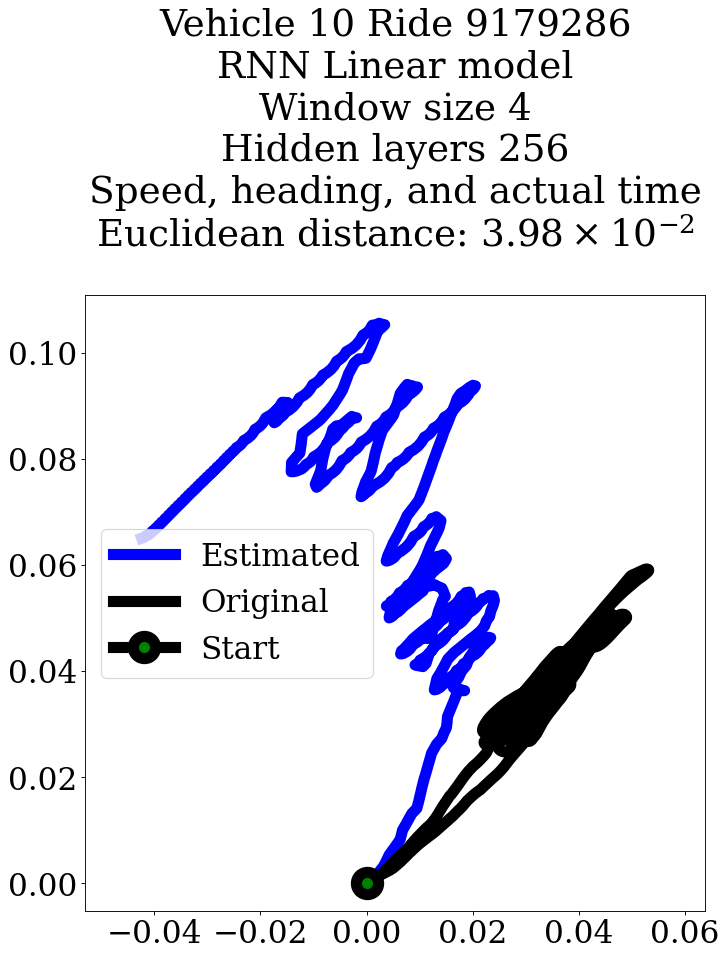 Vehicle 10 Ride 9179286
RNN Linear model
Window size 4
Hidden layers 256
Speed, heading, and actual time
Euclidean distance: 3.98 × 10⁻²
0.10
0.08
0.06
0.04
0.02
0.00
Estimated
Original
Start
−0.04 −0.02 0.00 0.02 0.04 0.06